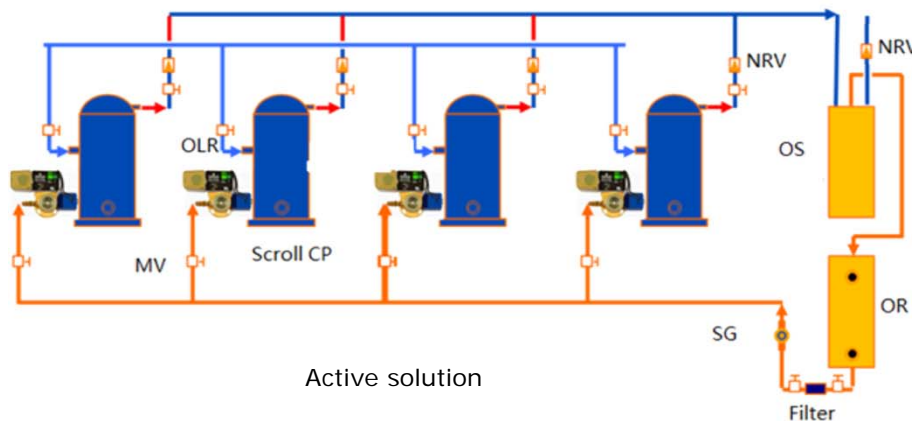 NRV
NRV
OLR
OS
Scroll CP
MV
OR
SG
Active solution
Filter